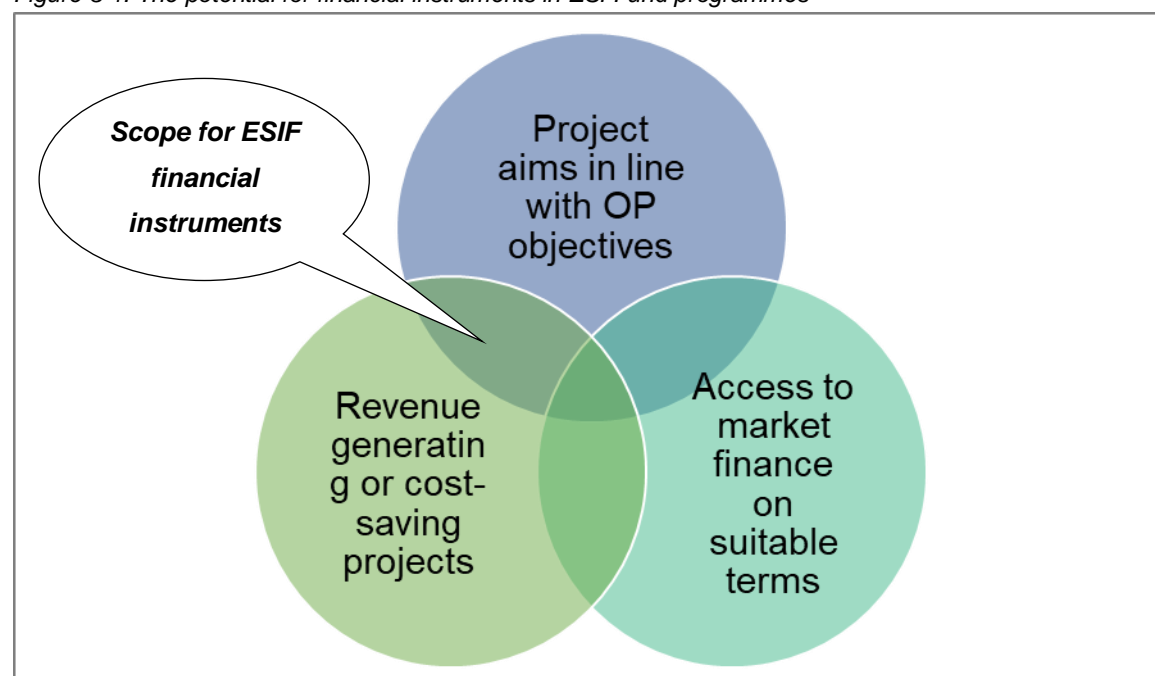 Scope for ESIF
financial
instruments
Project
aims in line
with OP
objectives
Revenue
generatin
g or cost-
saving
projects
Access to
market
finance
on
suitable
terms